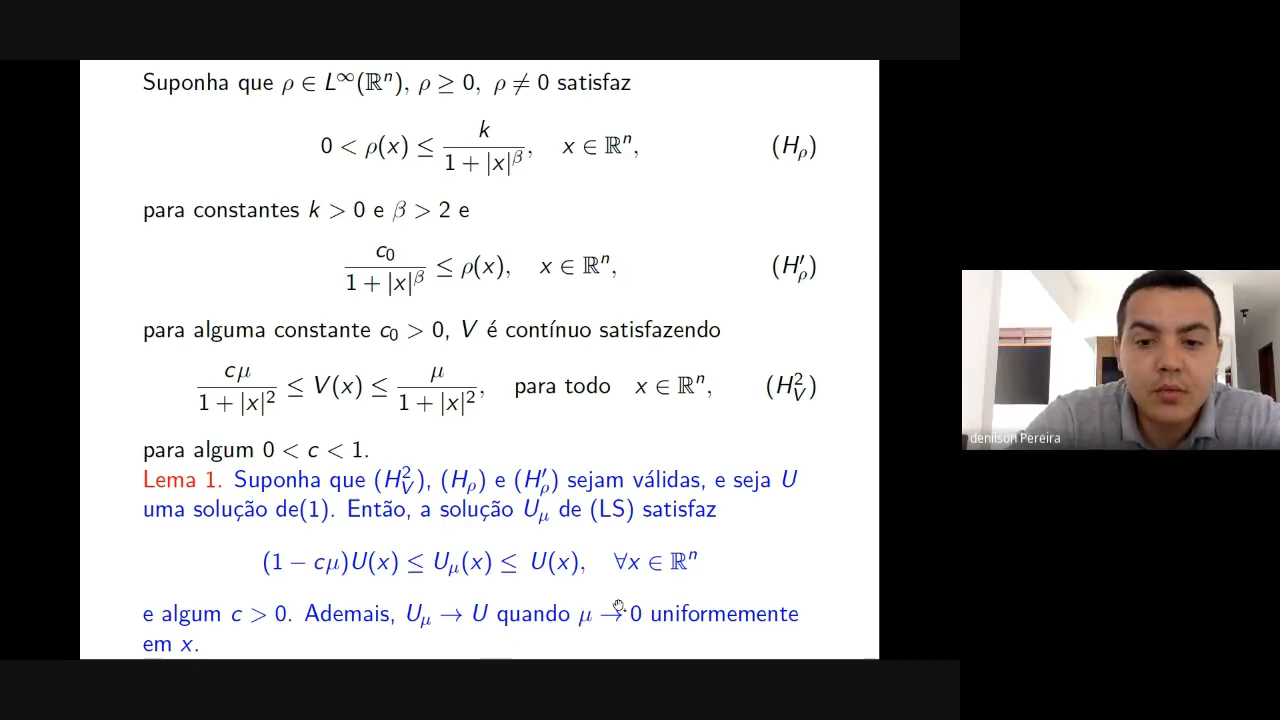 Suponha que ρ ∈ L^∞(ℝ^n), ρ ≥ 0, ρ ≠ 0 satisfaz
0 < ρ(x) ≤ k / (1 + |x|^β), x ∈ ℝ^n, (H_ρ)
para constantes k > 0 e β > 2 e
c_0 / (1 + |x|^β) ≤ ρ(x), x ∈ ℝ^n, (H'_ρ)
para alguma constante c_0 > 0, V é contínuo satisfazendo
cμ / (1 + |x|^2) ≤ V(x) ≤ μ / (1 + |x|^2), para todo x ∈ ℝ^n, (H_V^2)
para algum 0 < c < 1.
Lema 1. Suponha que (H_V^2), (H_ρ) e (H'_ρ) sejam válidas, e seja U
uma solução de(1). Então, a solução U_μ de (LS) satisfaz
(1 − cμ)U(x) ≤ U_μ(x) ≤ U(x), ∀x ∈ ℝ^n
e algum c > 0. Ademais, U_μ → U quando μ → 0 uniformemente
em x.
denilson Pereira